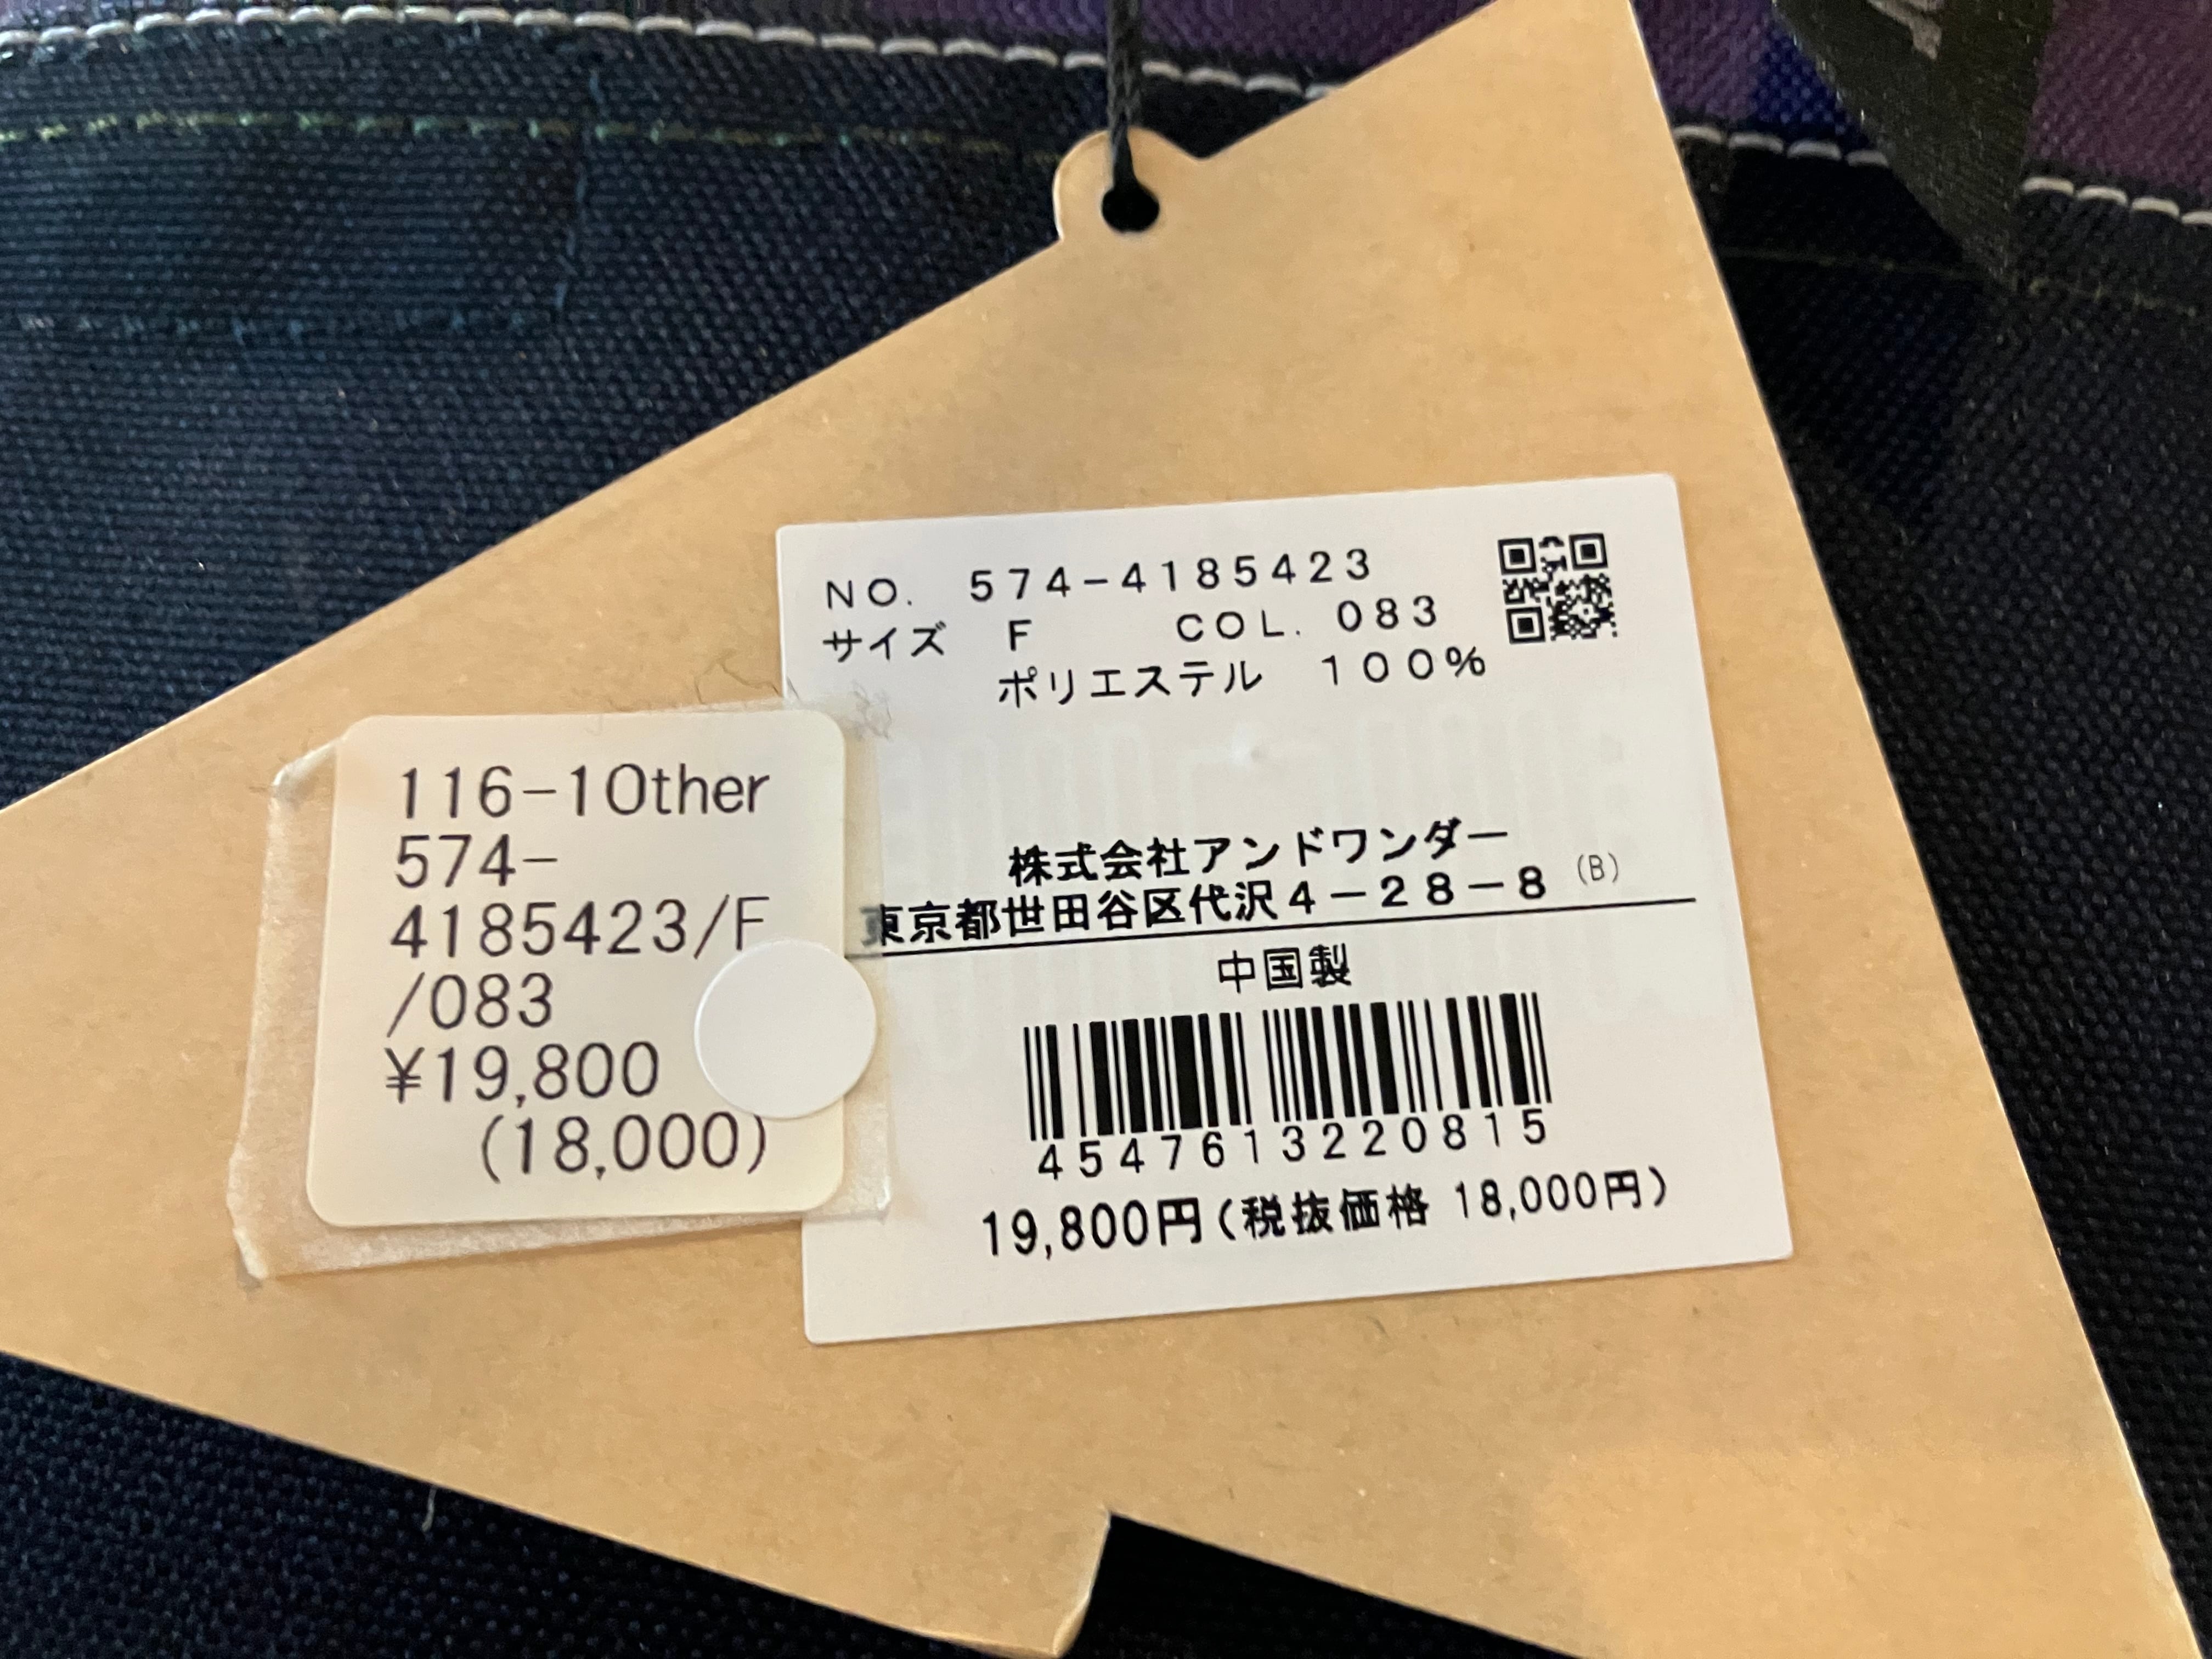 116-1Other
574-
4185423/F
/083
¥19,800
(18,000)
NO. 574-4185423
サイズ F COL. 083
ポリエステル 100%
株式会社アンドワンダー
東京都世田谷区代沢4-28-8 (B)
中国製
4547613220815
19,800円(税抜価格 18,000円)